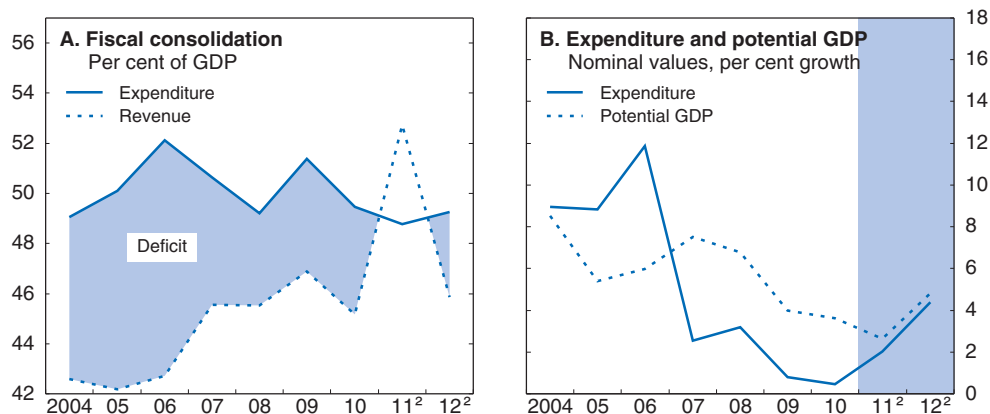 A. Fiscal consolidation
Per cent of GDP
Expenditure
Revenue
Deficit
56
54
52
50
48
46
44
42
2004 05 06 07 08 09 10 11² 12²
B. Expenditure and potential GDP
Nominal values, per cent growth
Expenditure
Potential GDP
18
16
14
12
10
8
6
4
2
0
2004 05 06 07 08 09 10 11² 12²